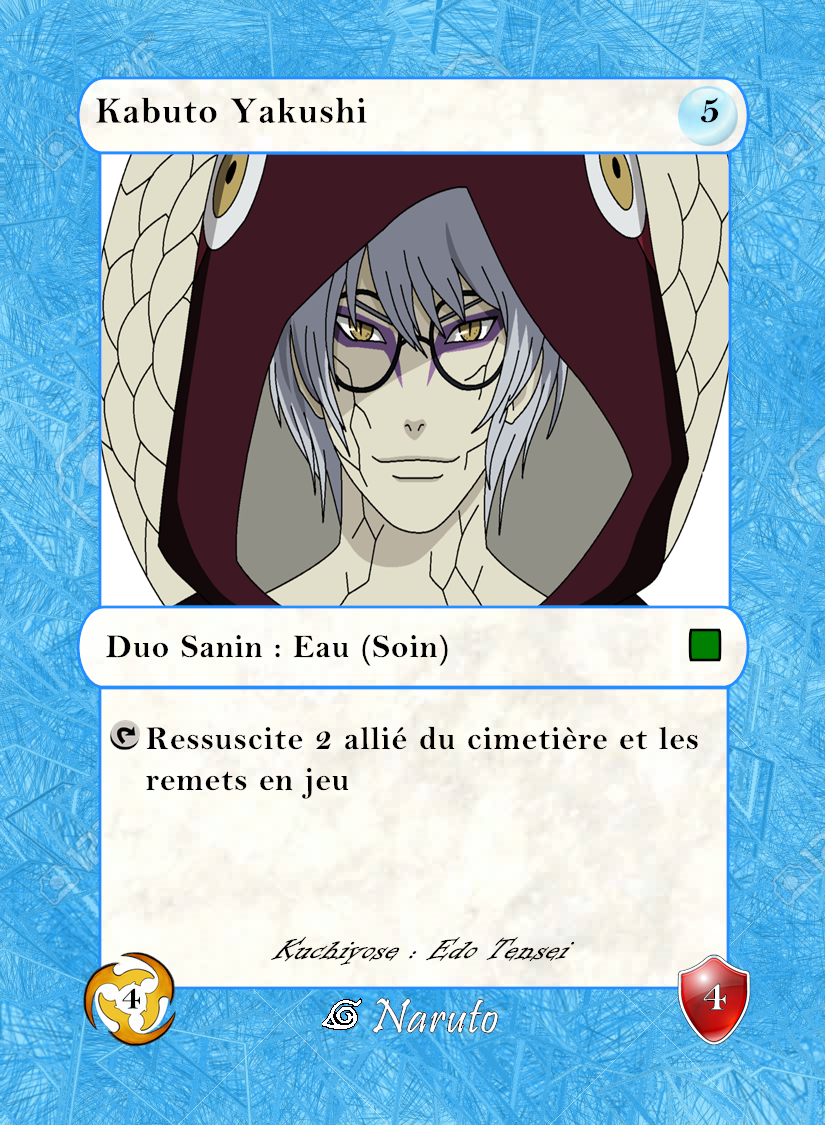 Kabuto Yakushi
5
Duo Sanin : Eau (Soin)
Ressuscite 2 allié du cimetière et les
remets en jeu
Kuchiyose : Edo Tensei
4
Naruto
4